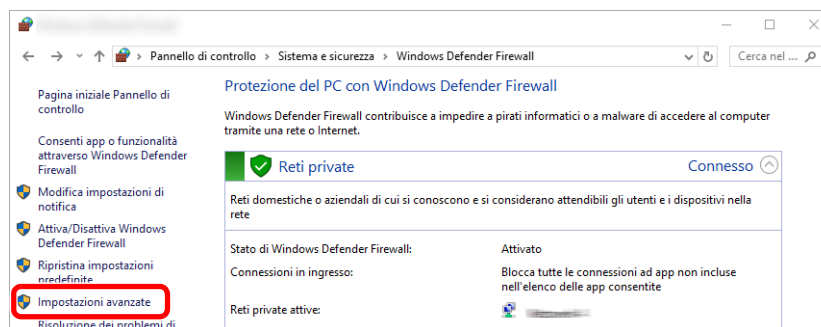 Pannello di controllo > Sistema e sicurezza > Windows Defender Firewall
Cerca nel ...
Pagina iniziale Pannello di
controllo
Consenti app o funzionalità
attraverso Windows Defender
Firewall
Modifica impostazioni di
notifica
Attiva/Disattiva Windows
Defender Firewall
Ripristina impostazioni
predefinite
Impostazioni avanzate
Risoluzione dei problemi di
Protezione del PC con Windows Defender Firewall
Windows Defender Firewall contribuisce a impedire a pirati informatici o a malware di accedere al computer
tramite una rete o Internet.
Reti private
Connesso
Reti domestiche o aziendali di cui si conoscono e si considerano attendibili gli utenti e i dispositivi nella
rete
Stato di Windows Defender Firewall:
Attivato
Connessioni in ingresso:
Blocca tutte le connessioni ad app non incluse
nell'elenco delle app consentite
Reti private attive: